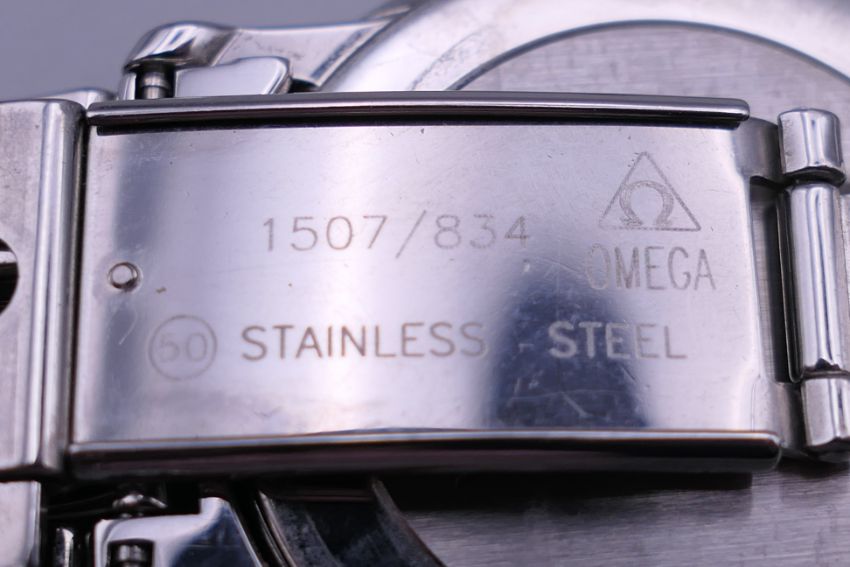 1507/834
Ω
OMEGA
50 STAINLESS STEEL